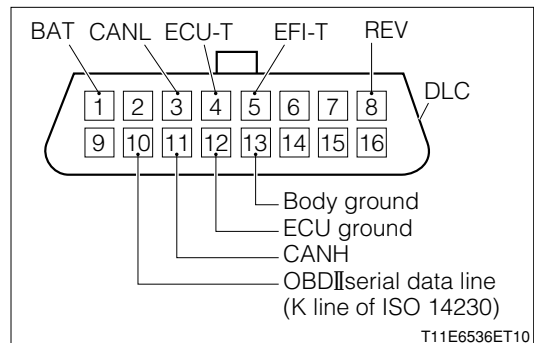 BAT CANL ECU-T EFI-T REV
DLC
1 2 3 4 5 6 7 8
9 10 11 12 13 14 15 16
Body ground
ECU ground
CANH
OBDⅡserial data line
(K line of ISO 14230)
T11E6536ET10